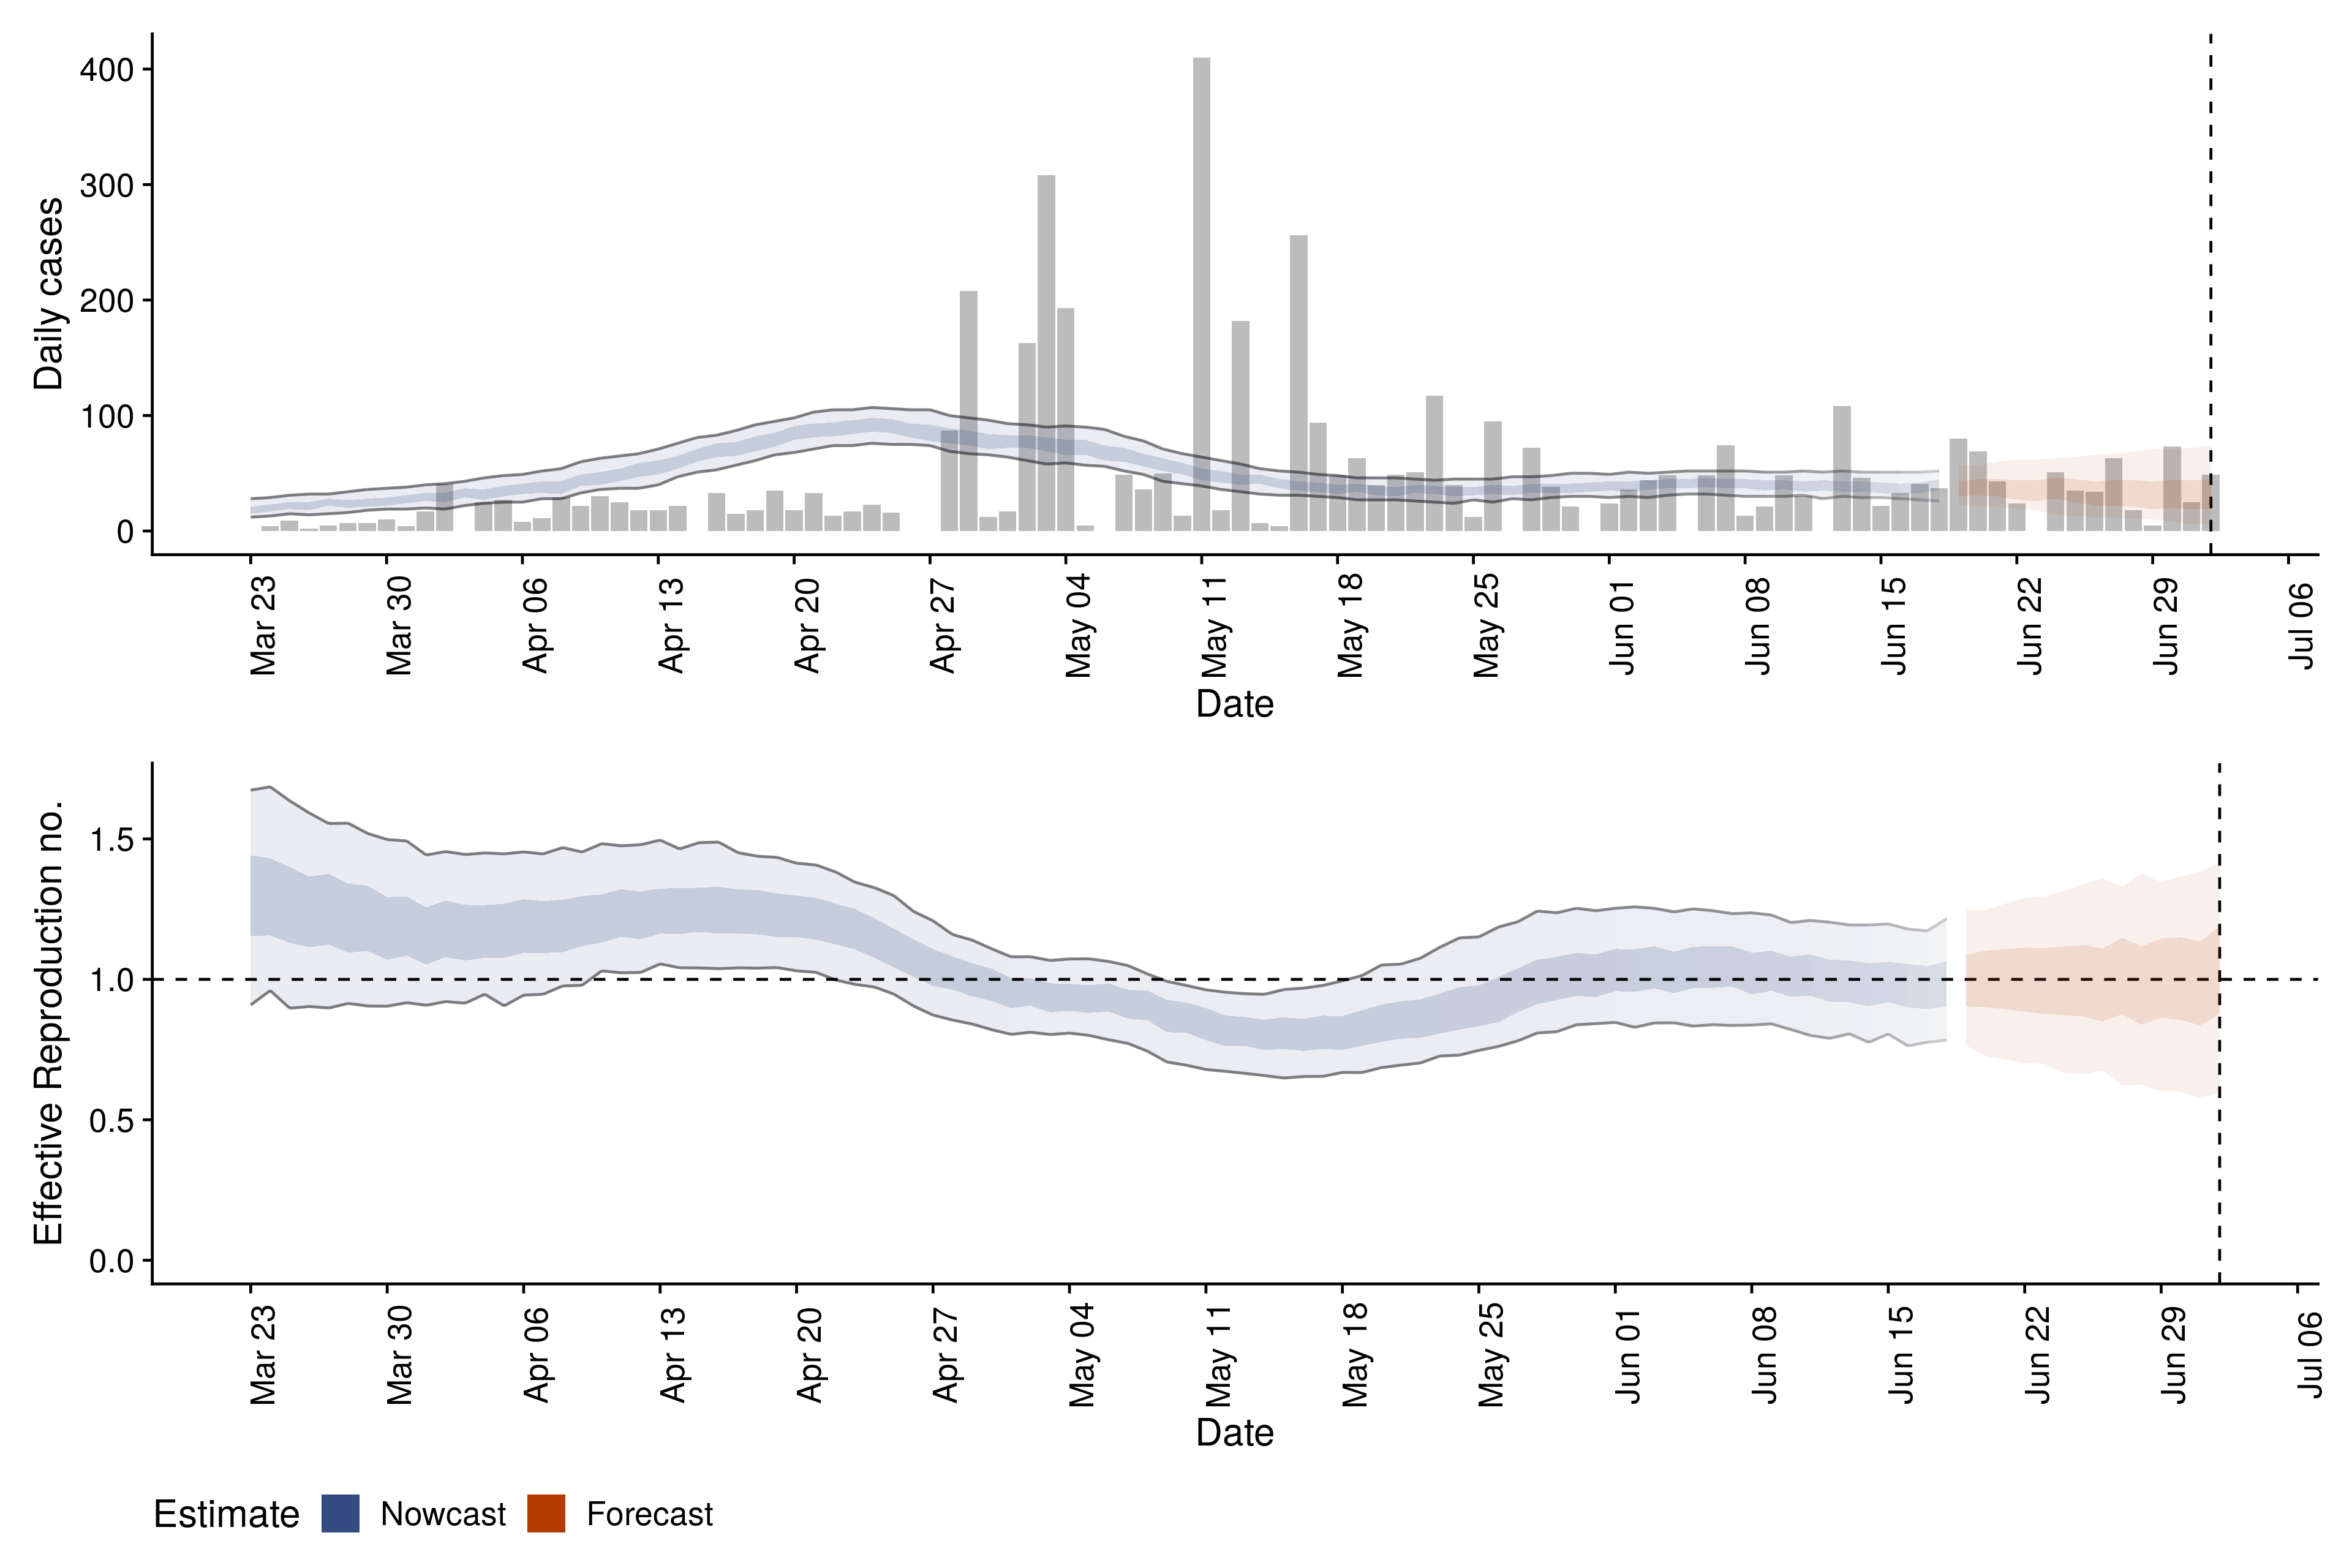 Daily cases
400
300
200
100
0
Mar 23
Mar 30
Apr 06
Apr 13
Apr 20
Apr 27
May 04
May 11
May 18
May 25
Jun 01
Jun 08
Jun 15
Jun 22
Jun 29
Jul 06
Date
Effective Reproduction no.
1.5
1.0
0.5
0.0
Mar 23
Mar 30
Apr 06
Apr 13
Apr 20
Apr 27
May 04
May 11
May 18
May 25
Jun 01
Jun 08
Jun 15
Jun 22
Jun 29
Jul 06
Date
Estimate Nowcast Forecast